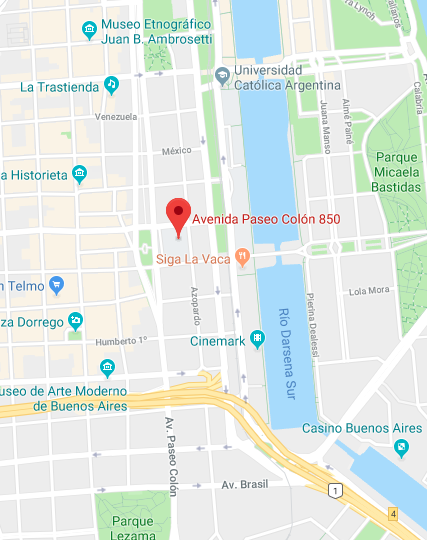 Lynch
Museo Etnográfico
Juan B. Ambrosetti
La Trastienda
Universidad
Católica Argentina
Calabria
Venezuela
Juana Manso
Aimé Painé
México
Parque
Micaela
Bastidas
a Historieta
Avenida Paseo Colón 850
Siga La Vaca
n Telmo
Azopardo
Pierina Dealessi
Lola Mora
Río Darsena Sur
za Dorrego
Humberto 1º
Cinemark
useo de Arte Moderno
de Buenos Aires
Av. Paseo Colón
Casino Buenos Aires
Av. Brasil
1
4
Parque
Lezama